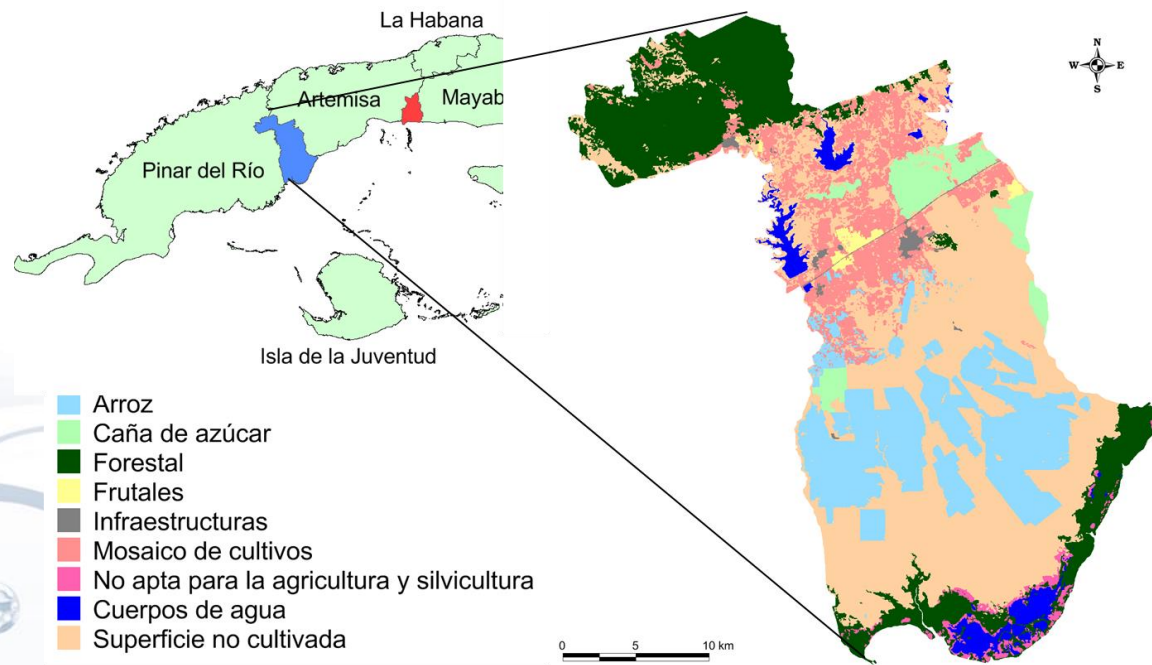 La Habana
Artemisa
Mayab
Pinar del Río
Isla de la Juventud
N
W E
S
Arroz
Caña de azúcar
Forestal
Frutales
Infraestructuras
Mosaico de cultivos
No apta para la agricultura y silvicultura
Cuerpos de agua
Superficie no cultivada
0 5 10 km